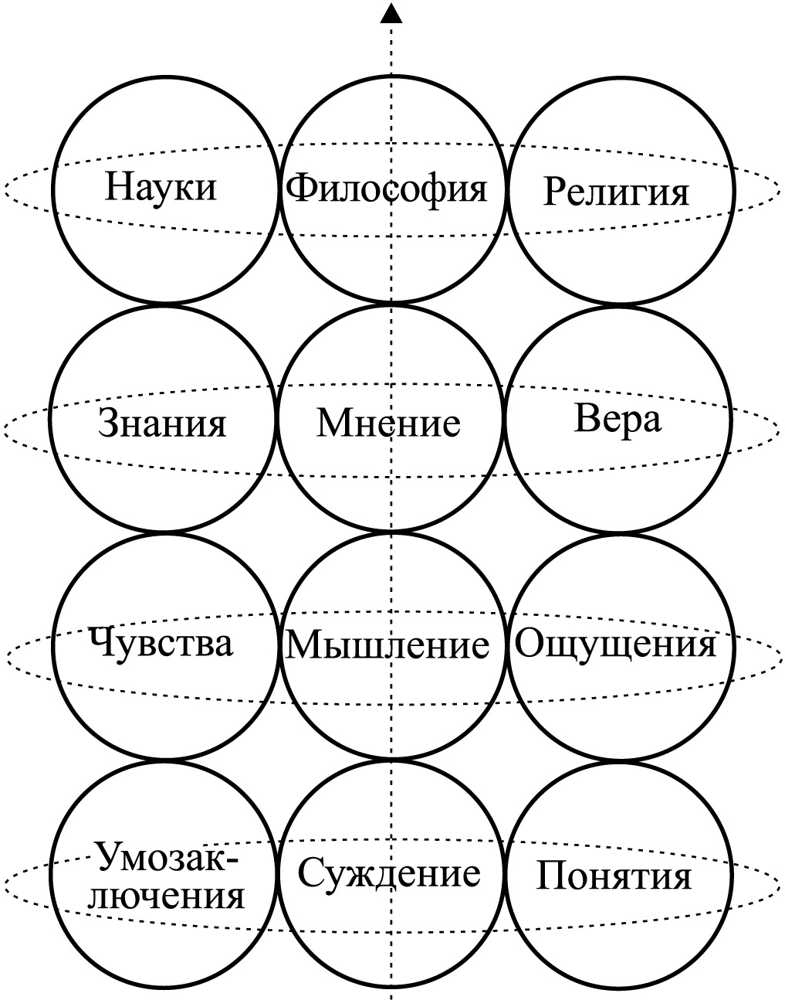 Науки
Философия
Религия
Знания
Мнение
Вера
Чувства
Мышление
Ощущения
Умозак-
лючения
Суждение
Понятия